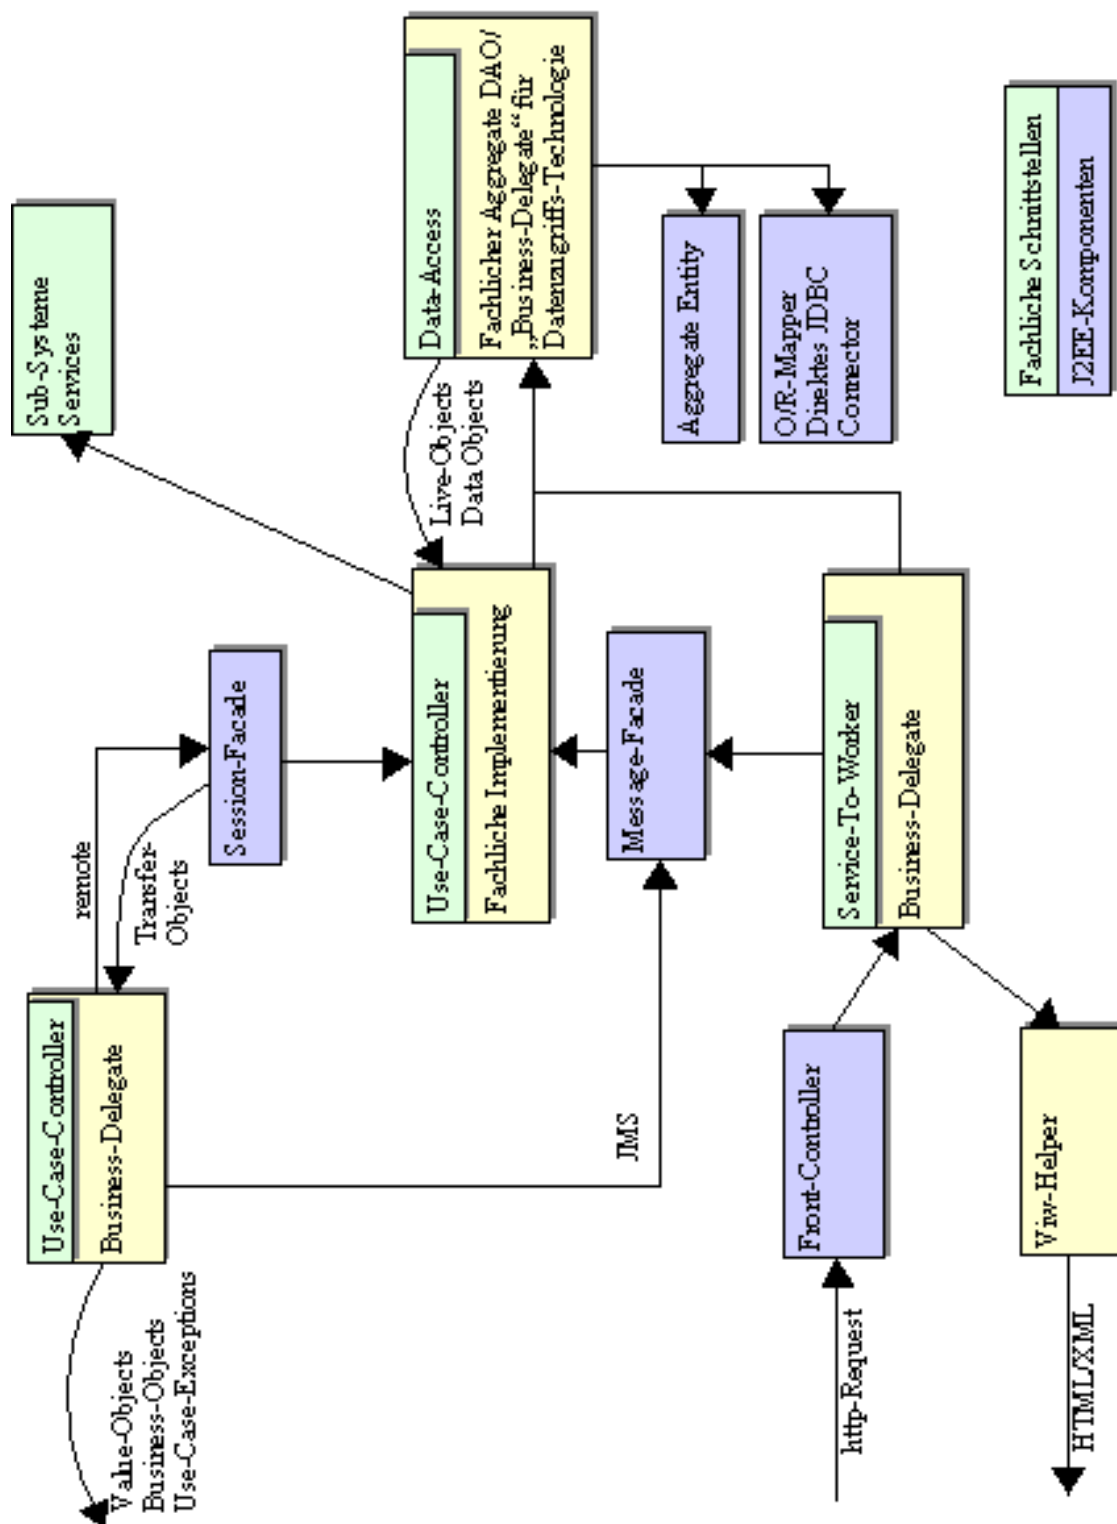 Value-Objects
Business-Objects
Use-Case-Exceptions
Use-Case-Controller
Business-Delegate
remote
Transfer-
Objects
Session-Facade
Sub-Systeme
Services
JMS
Use-Case-Controller
Fachliche Implementierung
Live-Objects
Data Objects
Data-Access
Fachlicher Aggregate DAO/
„Business-Delegate“ für
Datenzugriffs-Technologie
Message-Facade
Aggregate Entity
O/R-Mapper
Direktes JDBC
Connector
http-Request
Front-Controller
Service-To-Worker
Business-Delegate
HTML/XML
Viw-Helper
Fachliche Schnittstellen
J2EE-Komponenten